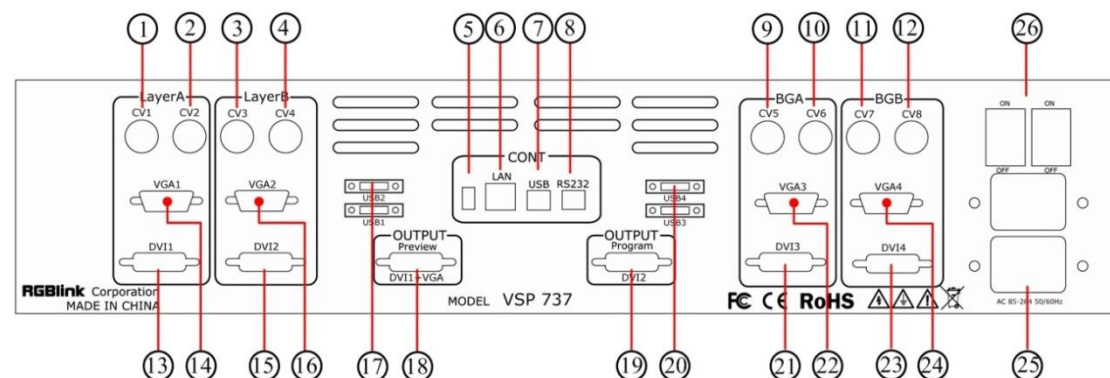 1 2 3 4 5 6 7 8 9 10 11 12 26
LayerA LayerB BGA BGB
CV1 CV2 CV3 CV4 CV5 CV6 CV7 CV8 ON ON
CONT
LAN USB RS232
OFF OFF
VGA1 VGA2 USB2 USB4 VGA3 VGA4
USB1 USB3
OUTPUT OUTPUT
DVI1 DVI2 Preview Program DVI3 DVI4
DVI1+VGA DVI2
RGBlink Corporation
MADE IN CHINA
MODEL VSP 737 FC CE RoHS AC 85-264 50/60Hz
13 14 15 16 17 18 19 20 21 22 23 24 25